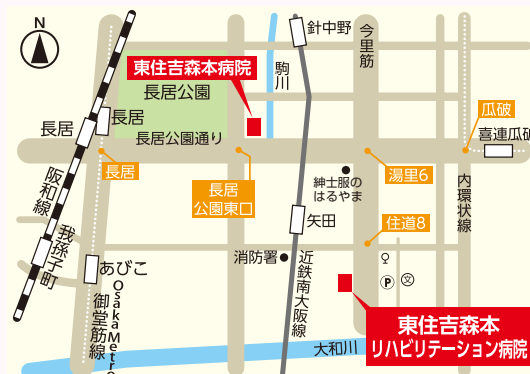 N
針中野
今里筋
東住吉森本病院
駒川
長居公園
瓜破
長居
長居
長居公園通り
喜連瓜破
長居
湯里6
阪和線
長居
公園東口
紳士服の
はるやま
内環状線
矢田
住道8
我孫子町
消防署
近鉄南大阪線
あびこ
P
文
Osaka Metro
御堂筋線
東住吉森本
リハビリテーション病院
大和川